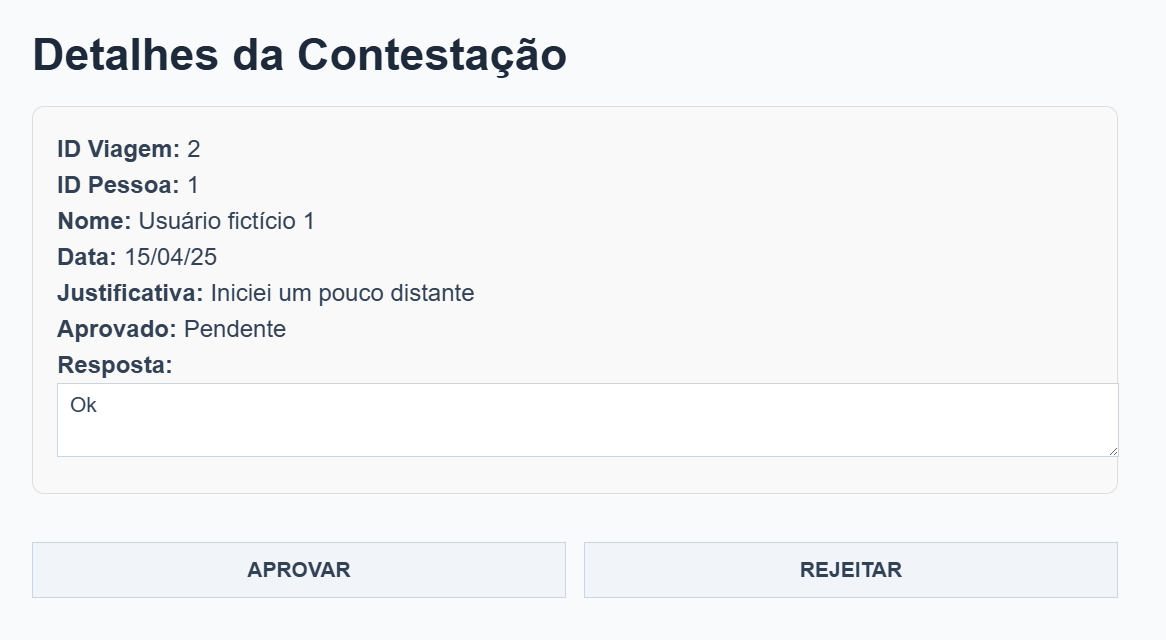 Detalhes da Contestação
ID Viagem: 2
ID Pessoa: 1
Nome: Usuário fictício 1
Data: 15/04/25
Justificativa: Iniciei um pouco distante
Aprovado: Pendente
Resposta:
Ok
APROVAR
REJEITAR